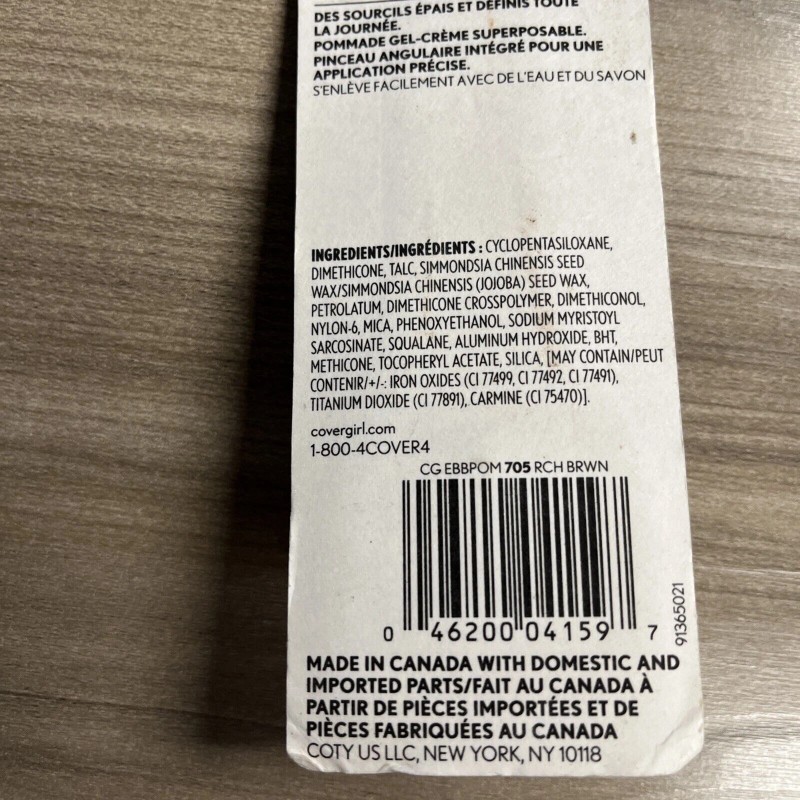 DES SOURCILS ÉPAIS ET DÉFINIS TOUTE
LA JOURNÉE.
POMMADE GEL-CRÈME SUPERPOSABLE.
PINCEAU ANGULAIRE INTÉGRÉ POUR UNE
APPLICATION PRÉCISE.
S'ENLÈVE FACILEMENT AVEC DE L'EAU ET DU SAVON
INGREDIENTS/INGRÉDIENTS : CYCLOPENTASILOXANE,
DIMETHICONE, TALC, SIMMONDSIA CHINENSIS SEED
WAX/SIMMONDSIA CHINENSIS (JOJOBA) SEED WAX,
PETROLATUM, DIMETHICONE CROSSPOLYMER, DIMETHICONOL,
NYLON-6, MICA, PHENOXYETHANOL, SODIUM MYRISTOYL
SARCOSINATE, SQUALANE, ALUMINUM HYDROXIDE, BHT,
METHICONE, TOCOPHERYL ACETATE, SILICA, [MAY CONTAIN/PEUT
CONTENIR/+/-: IRON OXIDES (CI 77499, CI 77492, CI 77491),
TITANIUM DIOXIDE (CI 77891), CARMINE (CI 75470)].
covergirl.com
1-800-4COVER4
CG EBBPOM 705 RCH BRWN
0 46200 04159 7
91365021
MADE IN CANADA WITH DOMESTIC AND
IMPORTED PARTS/FAIT AU CANADA À
PARTIR DE PIÈCES IMPORTÉES ET DE
PIÈCES FABRIQUÉES AU CANADA
COTY US LLC, NEW YORK, NY 10118